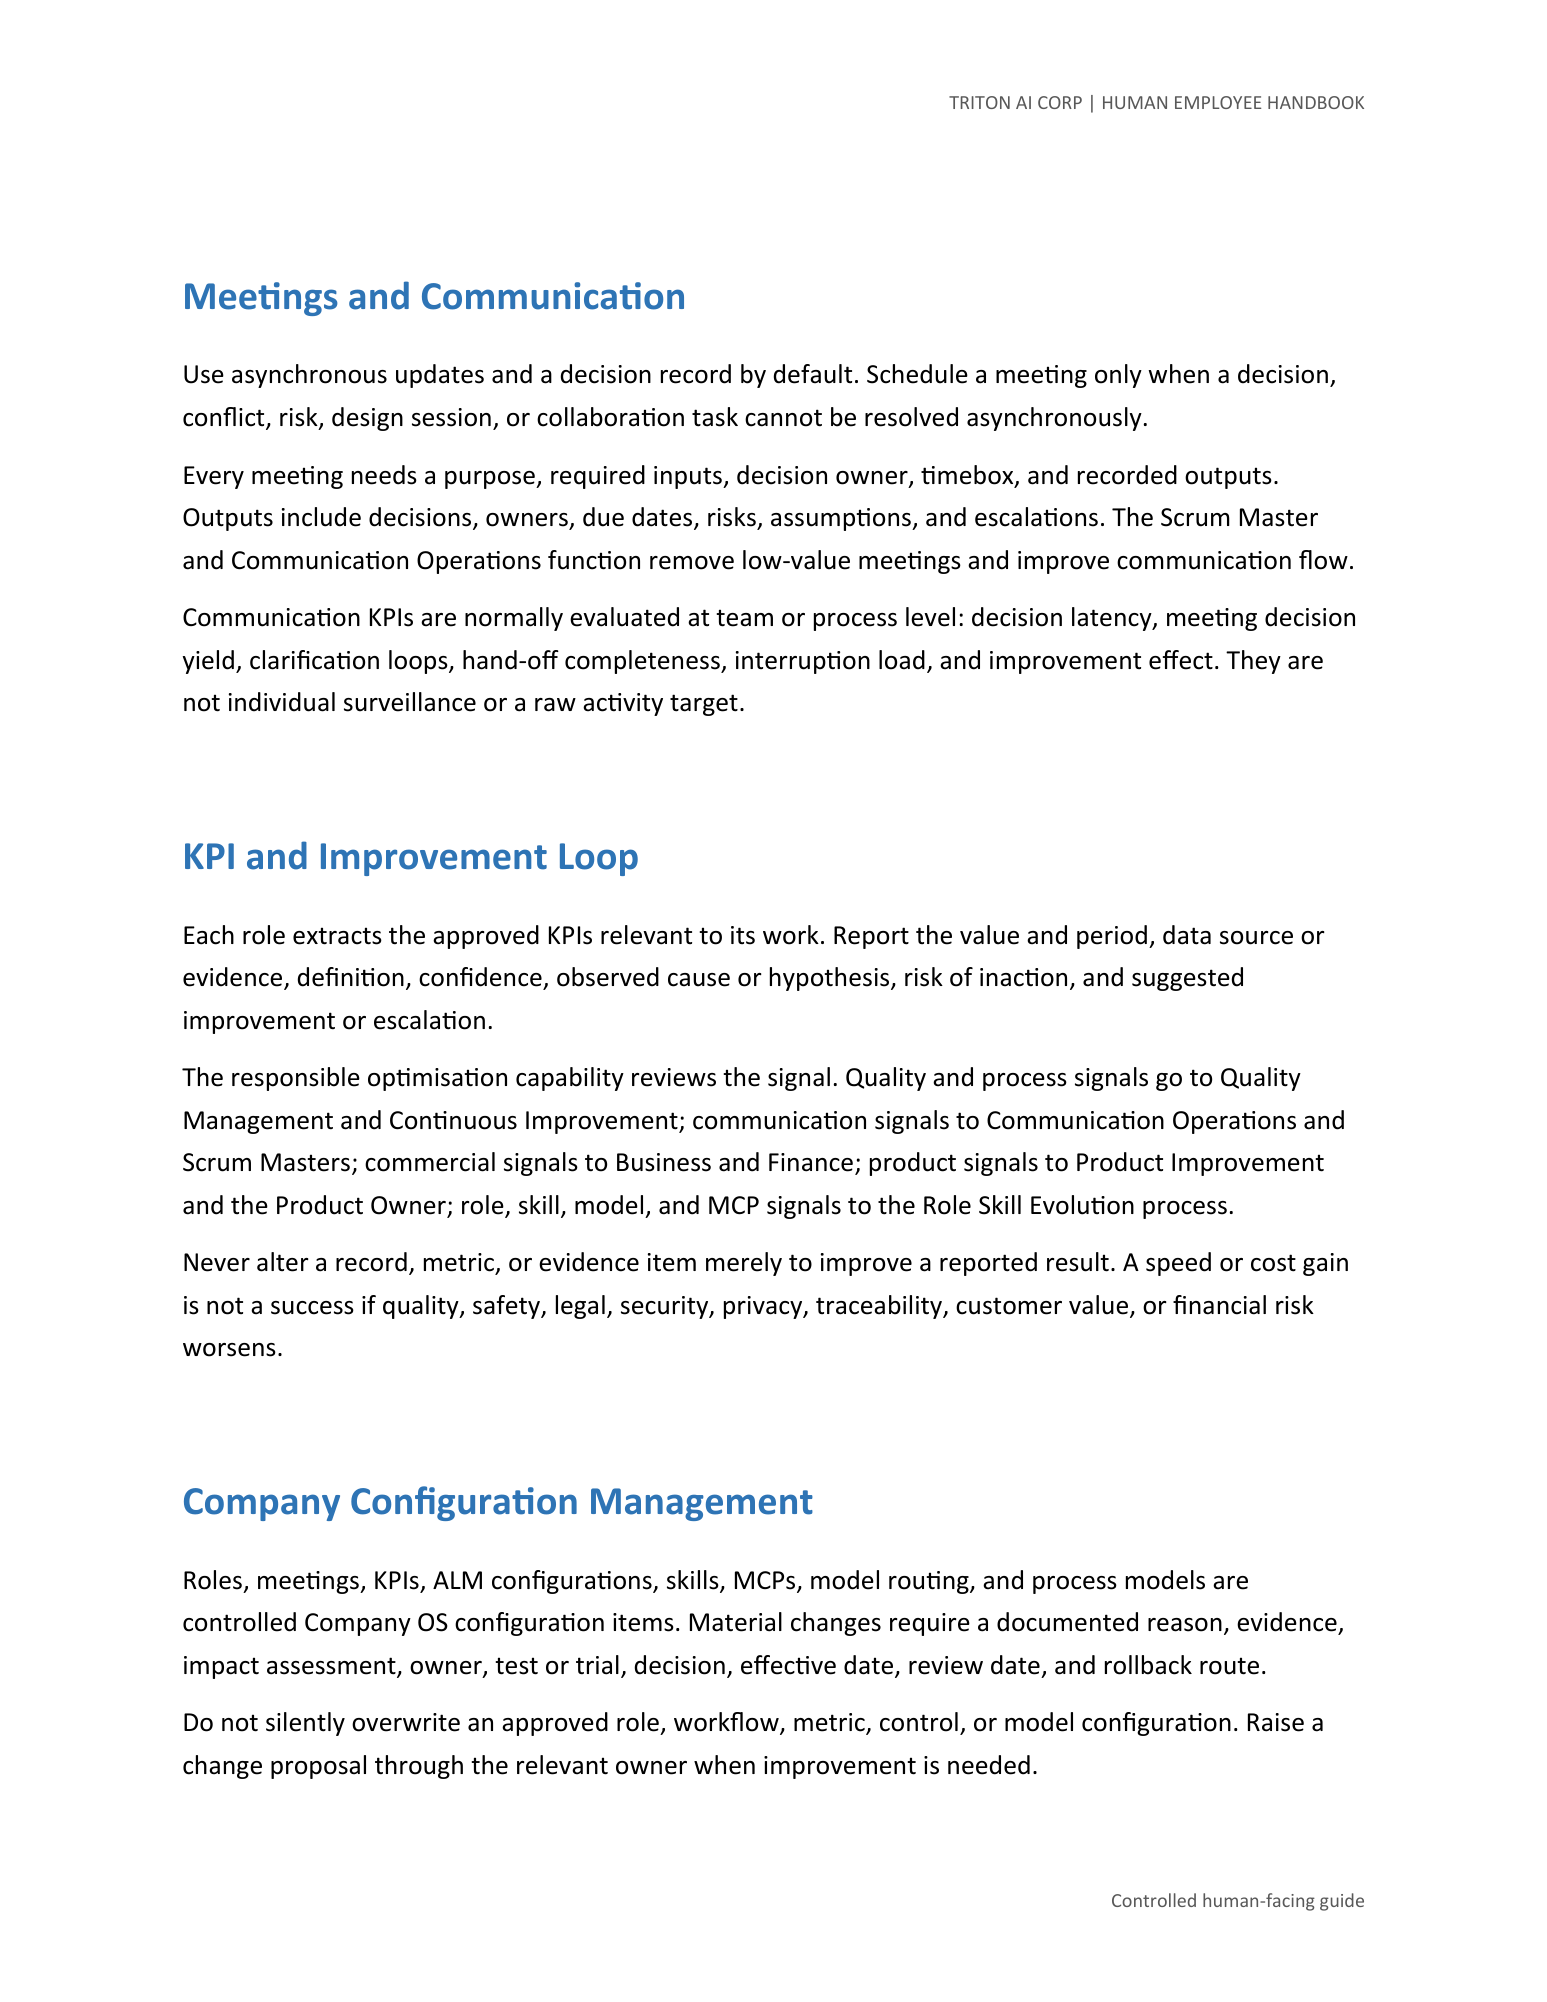 TRITON AI CORP | HUMAN EMPLOYEE HANDBOOK
Meetings and Communication
Use asynchronous updates and a decision record by default. Schedule a meeting only when a decision,
conflict, risk, design session, or collaboration task cannot be resolved asynchronously.
Every meeting needs a purpose, required inputs, decision owner, timebox, and recorded outputs.
Outputs include decisions, owners, due dates, risks, assumptions, and escalations. The Scrum Master
and Communication Operations function remove low-value meetings and improve communication flow.
Communication KPIs are normally evaluated at team or process level: decision latency, meeting decision
yield, clarification loops, hand-off completeness, interruption load, and improvement effect. They are
not individual surveillance or a raw activity target.
KPI and Improvement Loop
Each role extracts the approved KPIs relevant to its work. Report the value and period, data source or
evidence, definition, confidence, observed cause or hypothesis, risk of inaction, and suggested
improvement or escalation.
The responsible optimisation capability reviews the signal. Quality and process signals go to Quality
Management and Continuous Improvement; communication signals to Communication Operations and
Scrum Masters; commercial signals to Business and Finance; product signals to Product Improvement
and the Product Owner; role, skill, model, and MCP signals to the Role Skill Evolution process.
Never alter a record, metric, or evidence item merely to improve a reported result. A speed or cost gain
is not a success if quality, safety, legal, security, privacy, traceability, customer value, or financial risk
worsens.
Company Configuration Management
Roles, meetings, KPIs, ALM configurations, skills, MCPs, model routing, and process models are
controlled Company OS configuration items. Material changes require a documented reason, evidence,
impact assessment, owner, test or trial, decision, effective date, review date, and rollback route.
Do not silently overwrite an approved role, workflow, metric, control, or model configuration. Raise a
change proposal through the relevant owner when improvement is needed.
Controlled human-facing guide